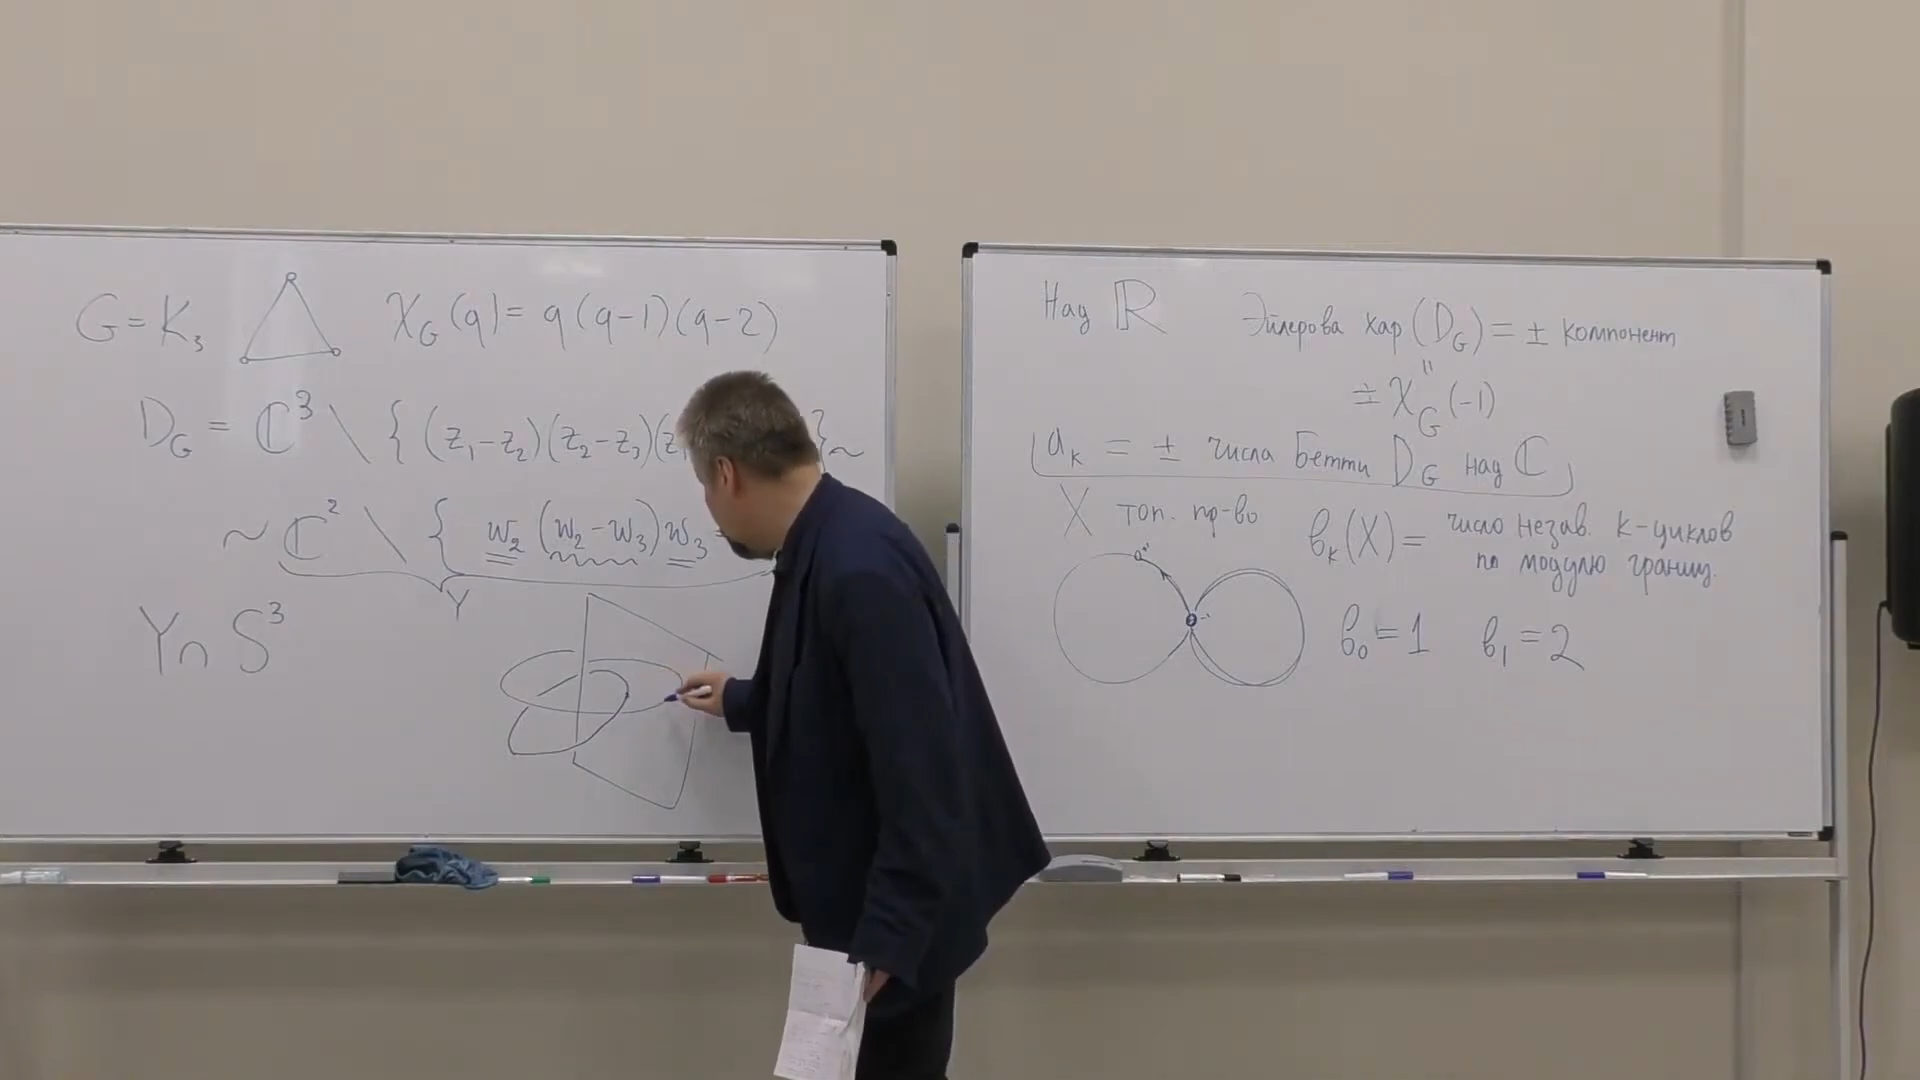 G = K₃ χ_G(q) = q(q-1)(q-2)
D_G = ℂ³ \ { (z₁-z₂)(z₂-z₃)(z₁ } ~
~ ℂ² \ { w₂ (w₂-w₃) w₃
Y
Y ∩ S³
Над ℝ Эйлерова хар (D_G) = ± компонент
= ± χ_G(-1)
a_k = ± числа Бетти D_G над ℂ
X топ. пр-во b_k(X) = число незав. k-циклов
по модулю границ.
b₀ = 1 b₁ = 2